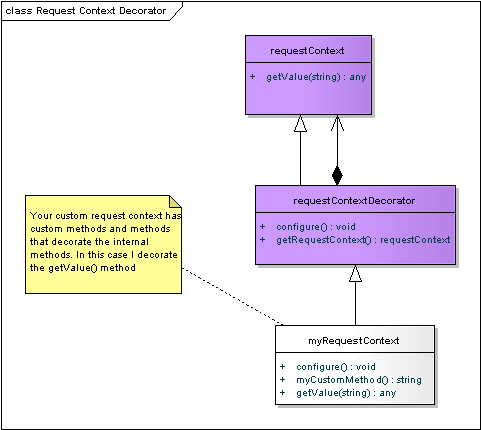 class Request Context Decorator
requestContext
+ getValue(string) : any
requestContextDecorator
+ configure() : void
+ getRequestContext() : requestContext
Your custom request context has
custom methods and methods
that decorate the internal
methods. In this case I decorate
the getValue() method
myRequestContext
+ configure() : void
+ myCustomMethod() : string
+ getValue(string) : any